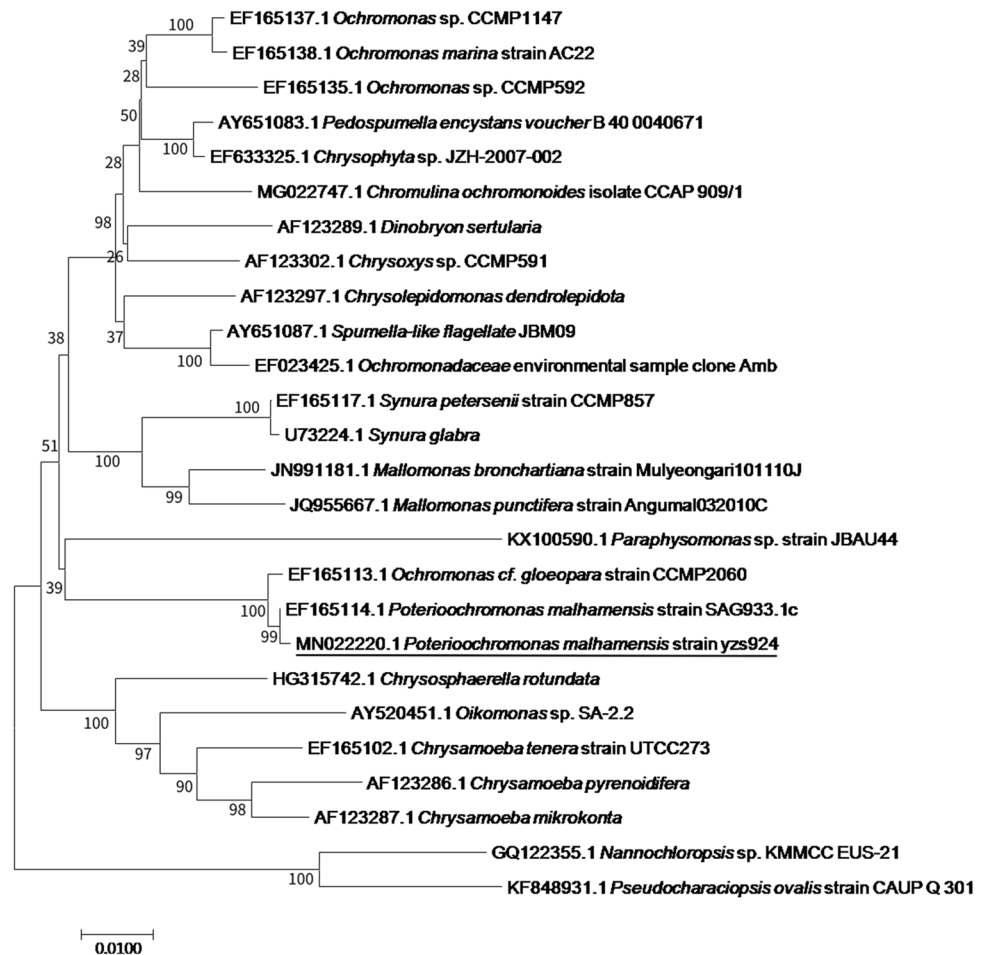 100
EF165137.1 Ochromonas sp. CCMP1147
39
EF165138.1 Ochromonas marina strain AC22
28
EF165135.1 Ochromonas sp. CCMP592
50
AY651083.1 Pedospumella encystans voucher B 40 0040671
100
EF633325.1 Chrysophyta sp. JZH-2007-002
28
MG022747.1 Chromulina ochromonoides isolate CCAP 909/1
98
AF123289.1 Dinobryon sertularia
26
AF123302.1 Chrysoxys sp. CCMP591
AF123297.1 Chrysolepidomonas dendrolepidota
37
38
AY651087.1 Spumella-like flagellate JBM09
100
EF023425.1 Ochromonadaceae environmental sample clone Amb
100
EF165117.1 Synura petersenii strain CCMP857
U73224.1 Synura glabra
51
100
JN991181.1 Mallomonas bronchartiana strain Mulyeongari101110J
99
JQ955667.1 Mallomonas punctifera strain Angumal032010C
KX100590.1 Paraphysomonas sp. strain JBAU44
39
EF165113.1 Ochromonas cf. gloeopara strain CCMP2060
100
EF165114.1 Poterioochromonas malhamensis strain SAG933.1c
99
MN022220.1 Poterioochromonas malhamensis strain yzs924
HG315742.1 Chrysosphaerella rotundata
100
AY520451.1 Oikomonas sp. SA-2.2
97
EF165102.1 Chrysamoeba tenera strain UTCC273
90
AF123286.1 Chrysamoeba pyrenoidifera
98
AF123287.1 Chrysamoeba mikrokonta
GQ122355.1 Nannochloropsis sp. KMMCC EUS-21
100
KF848931.1 Pseudocharaciopsis ovalis strain CAUP Q 301
0.0100